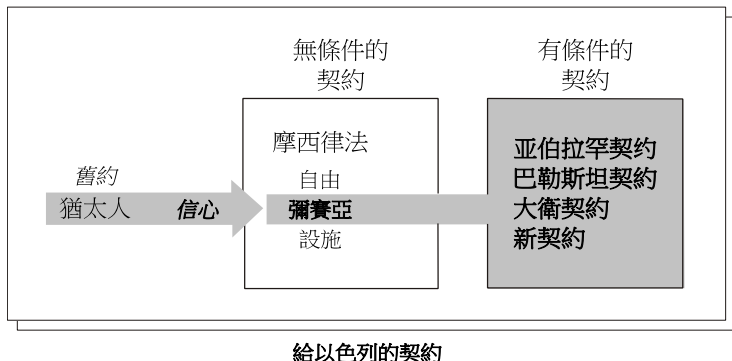 無條件的
契約
有條件的
契約
摩西律法
自由
彌賽亞
設施
舊約
猶太人
信心
亚伯拉罕契约
巴勒斯坦契约
大衛契約
新契約
給以色列的契約